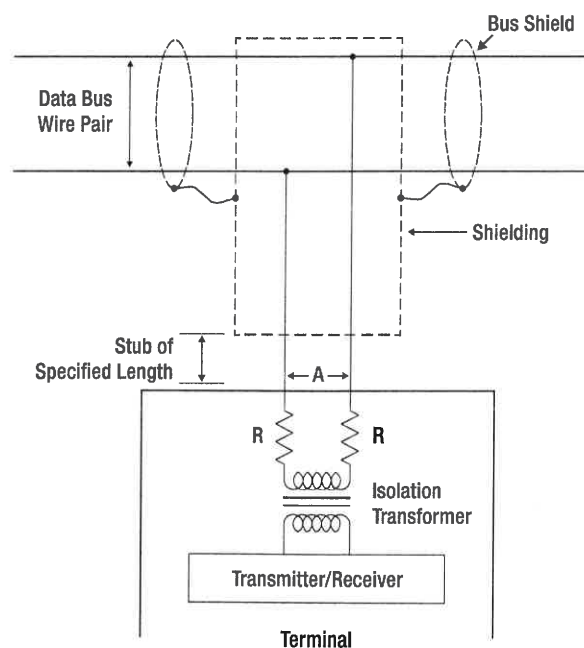 Bus Shield
Data Bus
Wire Pair
Shielding
Stub of
Specified Length
A
R
R
Isolation
Transformer
Transmitter/Receiver
Terminal